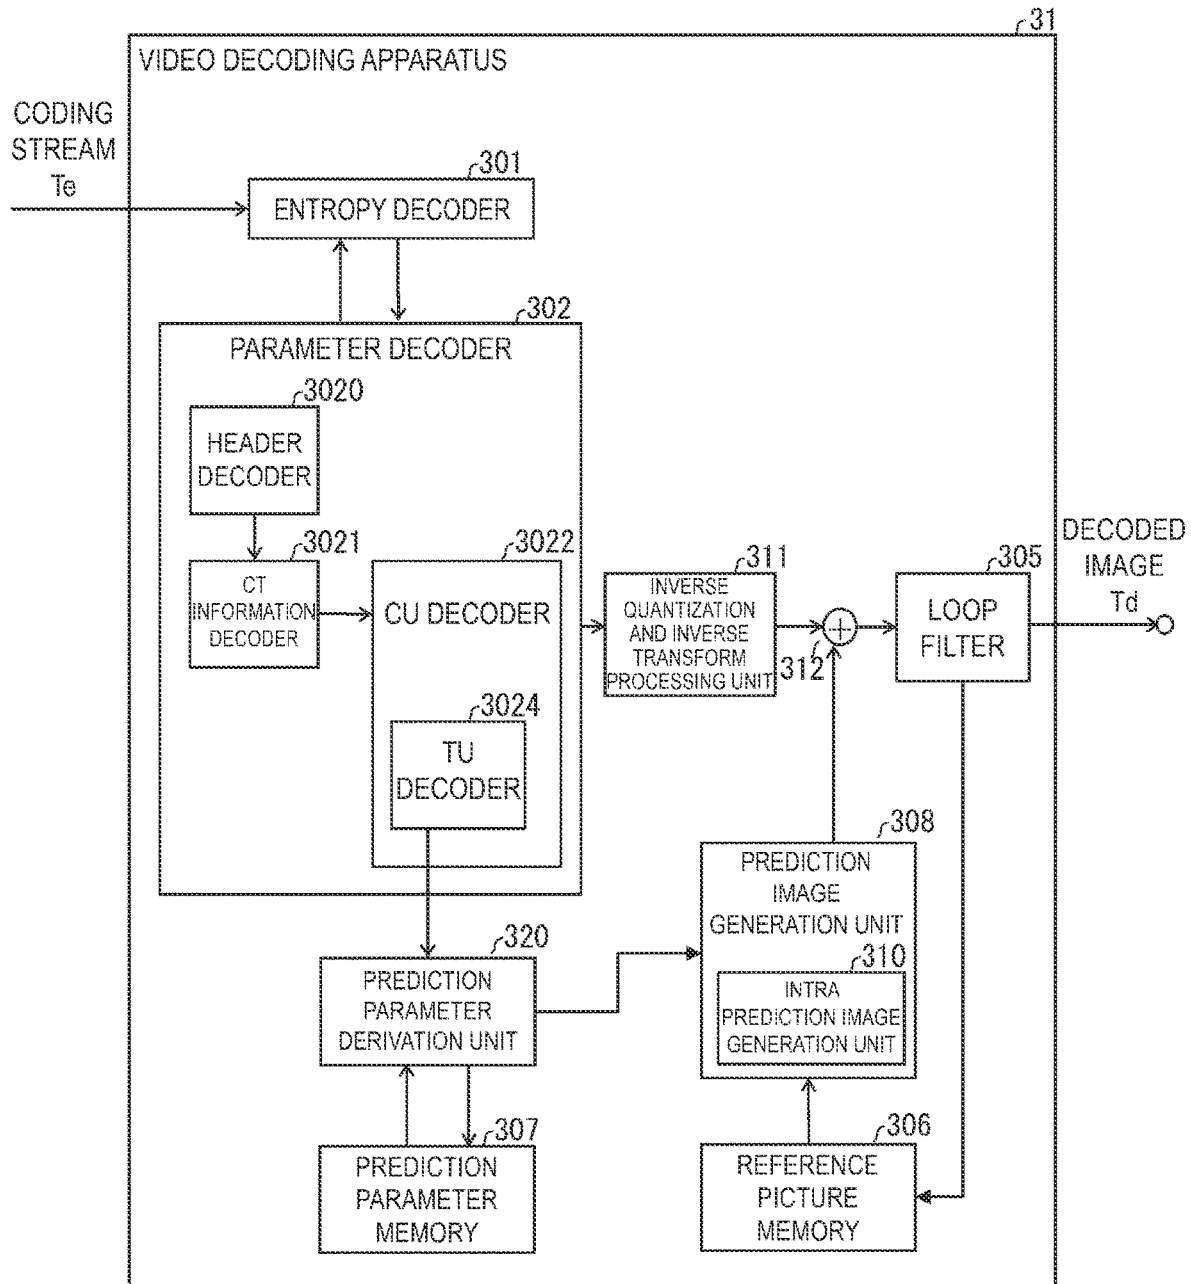 31
VIDEO DECODING APPARATUS
CODING
STREAM
Te
301
ENTROPY DECODER
302
PARAMETER DECODER
3020
HEADER
DECODER
3021
CT
INFORMATION
DECODER
3022
CU DECODER
3024
TU
DECODER
311
INVERSE
QUANTIZATION
AND INVERSE
TRANSFORM
PROCESSING UNIT
312
305
LOOP
FILTER
DECODED
IMAGE
Td
308
PREDICTION
IMAGE
GENERATION UNIT
310
INTRA
PREDICTION IMAGE
GENERATION UNIT
320
PREDICTION
PARAMETER
DERIVATION UNIT
307
PREDICTION
PARAMETER
MEMORY
306
REFERENCE
PICTURE
MEMORY